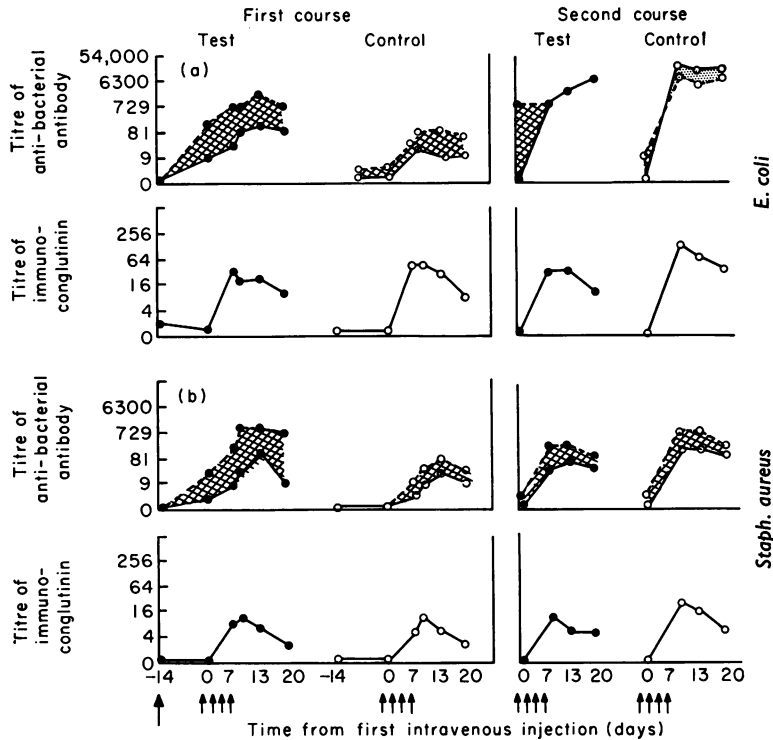 First course
Second course
Test
Control
Test
Control
(a)
Titre of
anti-bacterial
antibody
54,000
6300
729
81
9
0
E. coli
Titre of
immuno-
conglutinin
256
64
16
4
0
(b)
Titre of
anti-bacterial
antibody
6300
729
81
9
0
Staph. aureus
Titre of
immuno-
conglutinin
256
64
16
4
0
-14 0 7 13 20 -14 0 7 13 20 0 7 13 20 0 7 13 20
Time from first intravenous injection (days)